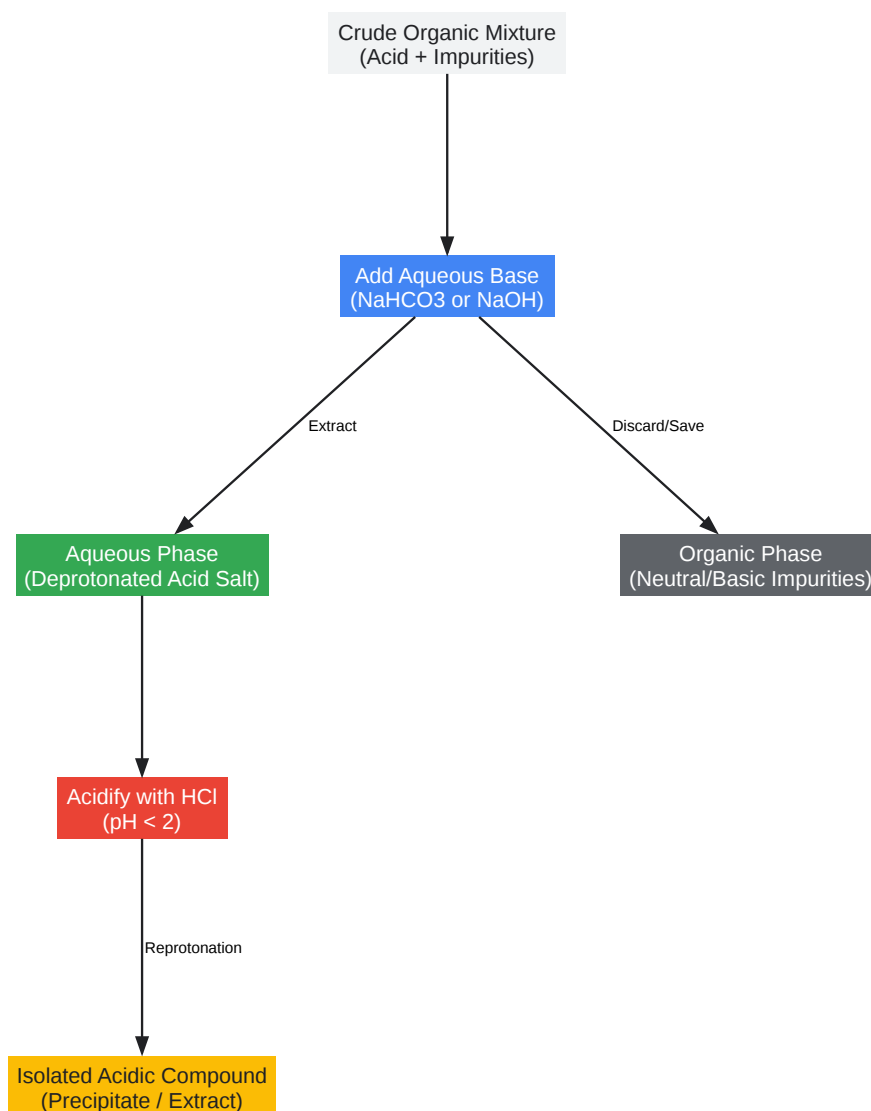 Crude Organic Mixture
(Acid + Impurities)
Add Aqueous Base
(NaHCO3 or NaOH)
Extract
Discard/Save
Aqueous Phase
(Deprotonated Acid Salt)
Organic Phase
(Neutral/Basic Impurities)
Acidify with HCl
(pH < 2)
Reprotonation
Isolated Acidic Compound
(Precipitate / Extract)